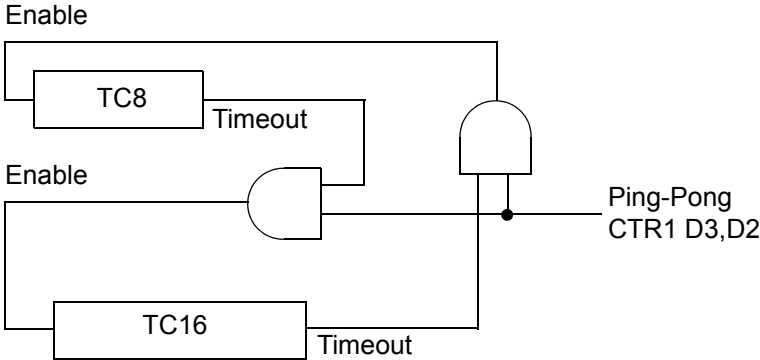 Enable
TC8
Timeout
Enable
Ping-Pong
CTR1 D3,D2
TC16
Timeout